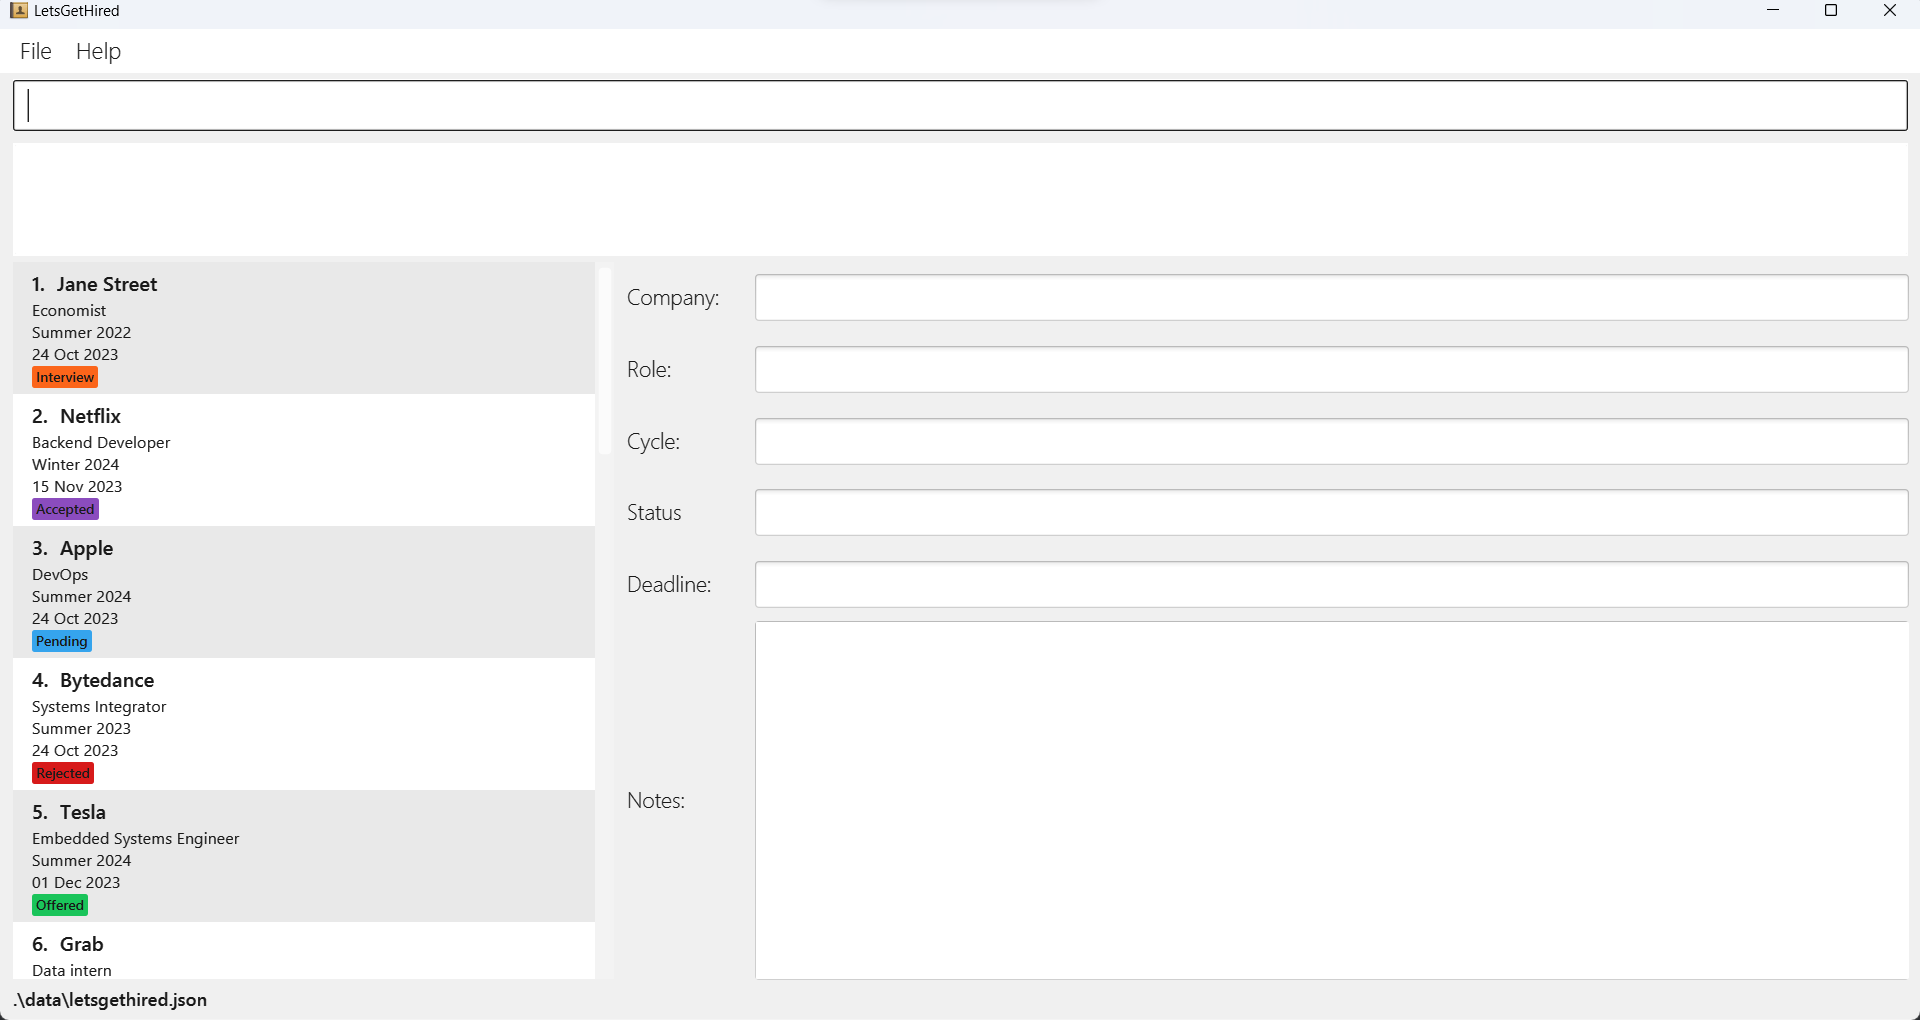 LetsGetHired
File Help
1. Jane Street
Economist
Summer 2022
24 Oct 2023
Interview
2. Netflix
Backend Developer
Winter 2024
15 Nov 2023
Accepted
3. Apple
DevOps
Summer 2024
24 Oct 2023
Pending
4. Bytedance
Systems Integrator
Summer 2023
24 Oct 2023
Rejected
5. Tesla
Embedded Systems Engineer
Summer 2024
01 Dec 2023
Offered
6. Grab
Data intern
Company:
Role:
Cycle:
Status
Deadline:
Notes:
.\data\letsgethired.json